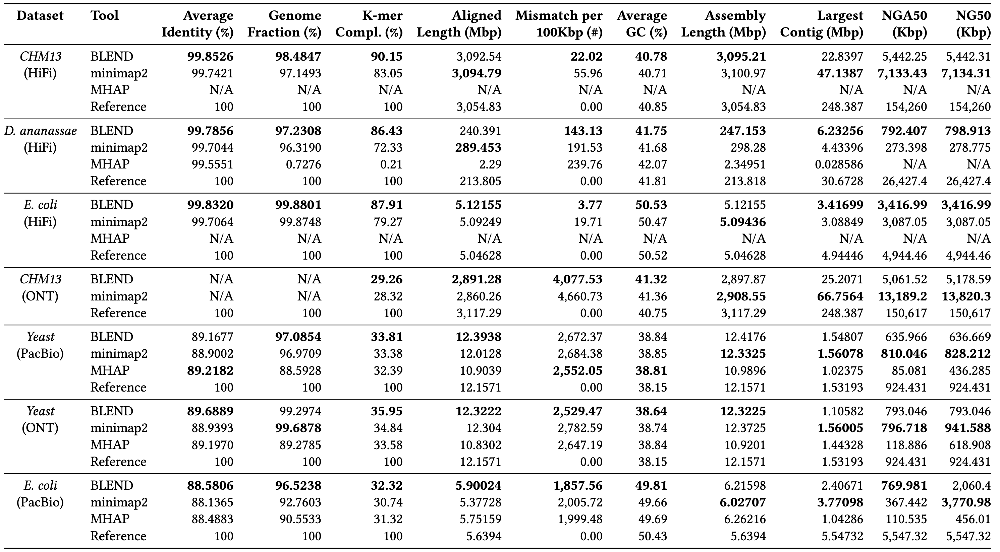 Dataset Tool Average Genome K-mer Aligned Mismatch per Average Assembly Largest NGA50 NG50
Identity (%) Fraction (%) Compl. (%) Length (Mbp) 100Kbp (#) GC (%) Length (Mbp) Contig (Mbp) (Kbp) (Kbp)
CHM13 BLEND 99.8526 98.4847 90.15 3,092.54 22.02 40.78 3,095.21 22.8397 5,442.25 5,442.31
(HiFi) minimap2 99.7421 97.1493 83.05 3,094.79 55.96 40.71 3,100.97 47.1387 7,133.43 7,134.31
MHAP N/A N/A N/A N/A N/A N/A N/A N/A N/A N/A
Reference 100 100 100 3,054.83 0.00 40.85 3,054.83 248.387 154,260 154,260
D. ananassae BLEND 99.7856 97.2308 86.43 240.391 143.13 41.75 247.153 6.23256 792.407 798.913
(HiFi) minimap2 99.7044 96.3190 72.33 289.453 191.53 41.68 298.28 4.43396 273.398 278.775
MHAP 99.5551 0.7276 0.21 2.29 239.76 42.07 2.34951 0.028586 N/A N/A
Reference 100 100 100 213.805 0.00 41.81 213.818 30.6728 26,427.4 26,427.4
E. coli BLEND 99.8320 99.8801 87.91 5.12155 3.77 50.53 5.12155 3.41699 3,416.99 3,416.99
(HiFi) minimap2 99.7064 99.8748 79.27 5.09249 19.71 50.47 5.09436 3.08849 3,087.05 3,087.05
MHAP N/A N/A N/A N/A N/A N/A N/A N/A N/A N/A
Reference 100 100 100 5.04628 0.00 50.52 5.04628 4.94446 4,944.46 4,944.46
CHM13 BLEND N/A N/A 29.26 2,891.28 4,077.53 41.32 2,897.87 25.2071 5,061.52 5,178.59
(ONT) minimap2 N/A N/A 28.32 2,860.26 4,660.73 41.36 2,908.55 66.7564 13,189.2 13,820.3
Reference 100 100 100 3,117.29 0.00 40.75 3,117.29 248.387 150,617 150,617
Yeast BLEND 89.1677 97.0854 33.81 12.3938 2,672.37 38.84 12.4176 1.54807 635.966 636.669
(PacBio) minimap2 88.9002 96.9709 33.38 12.0128 2,684.38 38.85 12.3325 1.56078 810.046 828.212
MHAP 89.2182 88.5928 32.39 10.9039 2,552.05 38.81 10.9896 1.02375 85.081 436.285
Reference 100 100 100 12.1571 0.00 38.15 12.1571 1.53193 924.431 924.431
Yeast BLEND 89.6889 99.2974 35.95 12.3222 2,529.47 38.64 12.3225 1.10582 793.046 793.046
(ONT) minimap2 88.9393 99.6878 34.84 12.304 2,782.59 38.74 12.3725 1.56005 796.718 941.588
MHAP 89.1970 89.2785 33.58 10.8302 2,647.19 38.84 10.9201 1.44328 118.886 618.908
Reference 100 100 100 12.1571 0.00 38.15 12.1571 1.53193 924.431 924.431
E. coli BLEND 88.5806 96.5238 32.32 5.90024 1,857.56 49.81 6.21598 2.40671 769.981 2,060.4
(PacBio) minimap2 88.1365 92.7603 30.74 5.37728 2,005.72 49.66 6.02707 3.77098 367.442 3,770.98
MHAP 88.4883 90.5533 31.32 5.75159 1,999.48 49.69 6.26216 1.04286 110.535 456.01
Reference 100 100 100 5.6394 0.00 50.43 5.6394 5.54732 5,547.32 5,547.32